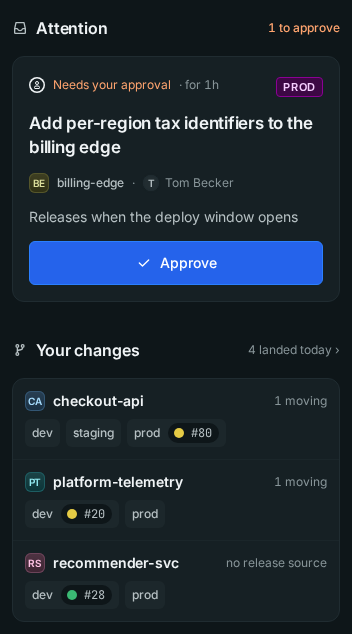 Attention 1 to approve
Needs your approval · for 1h PROD
Add per-region tax identifiers to the
billing edge
BE billing-edge · T Tom Becker
Releases when the deploy window opens
Approve
Your changes 4 landed today ›
CA checkout-api 1 moving
dev staging prod #80
PT platform-telemetry 1 moving
dev #20 prod
RS recommender-svc no release source
dev #28 prod